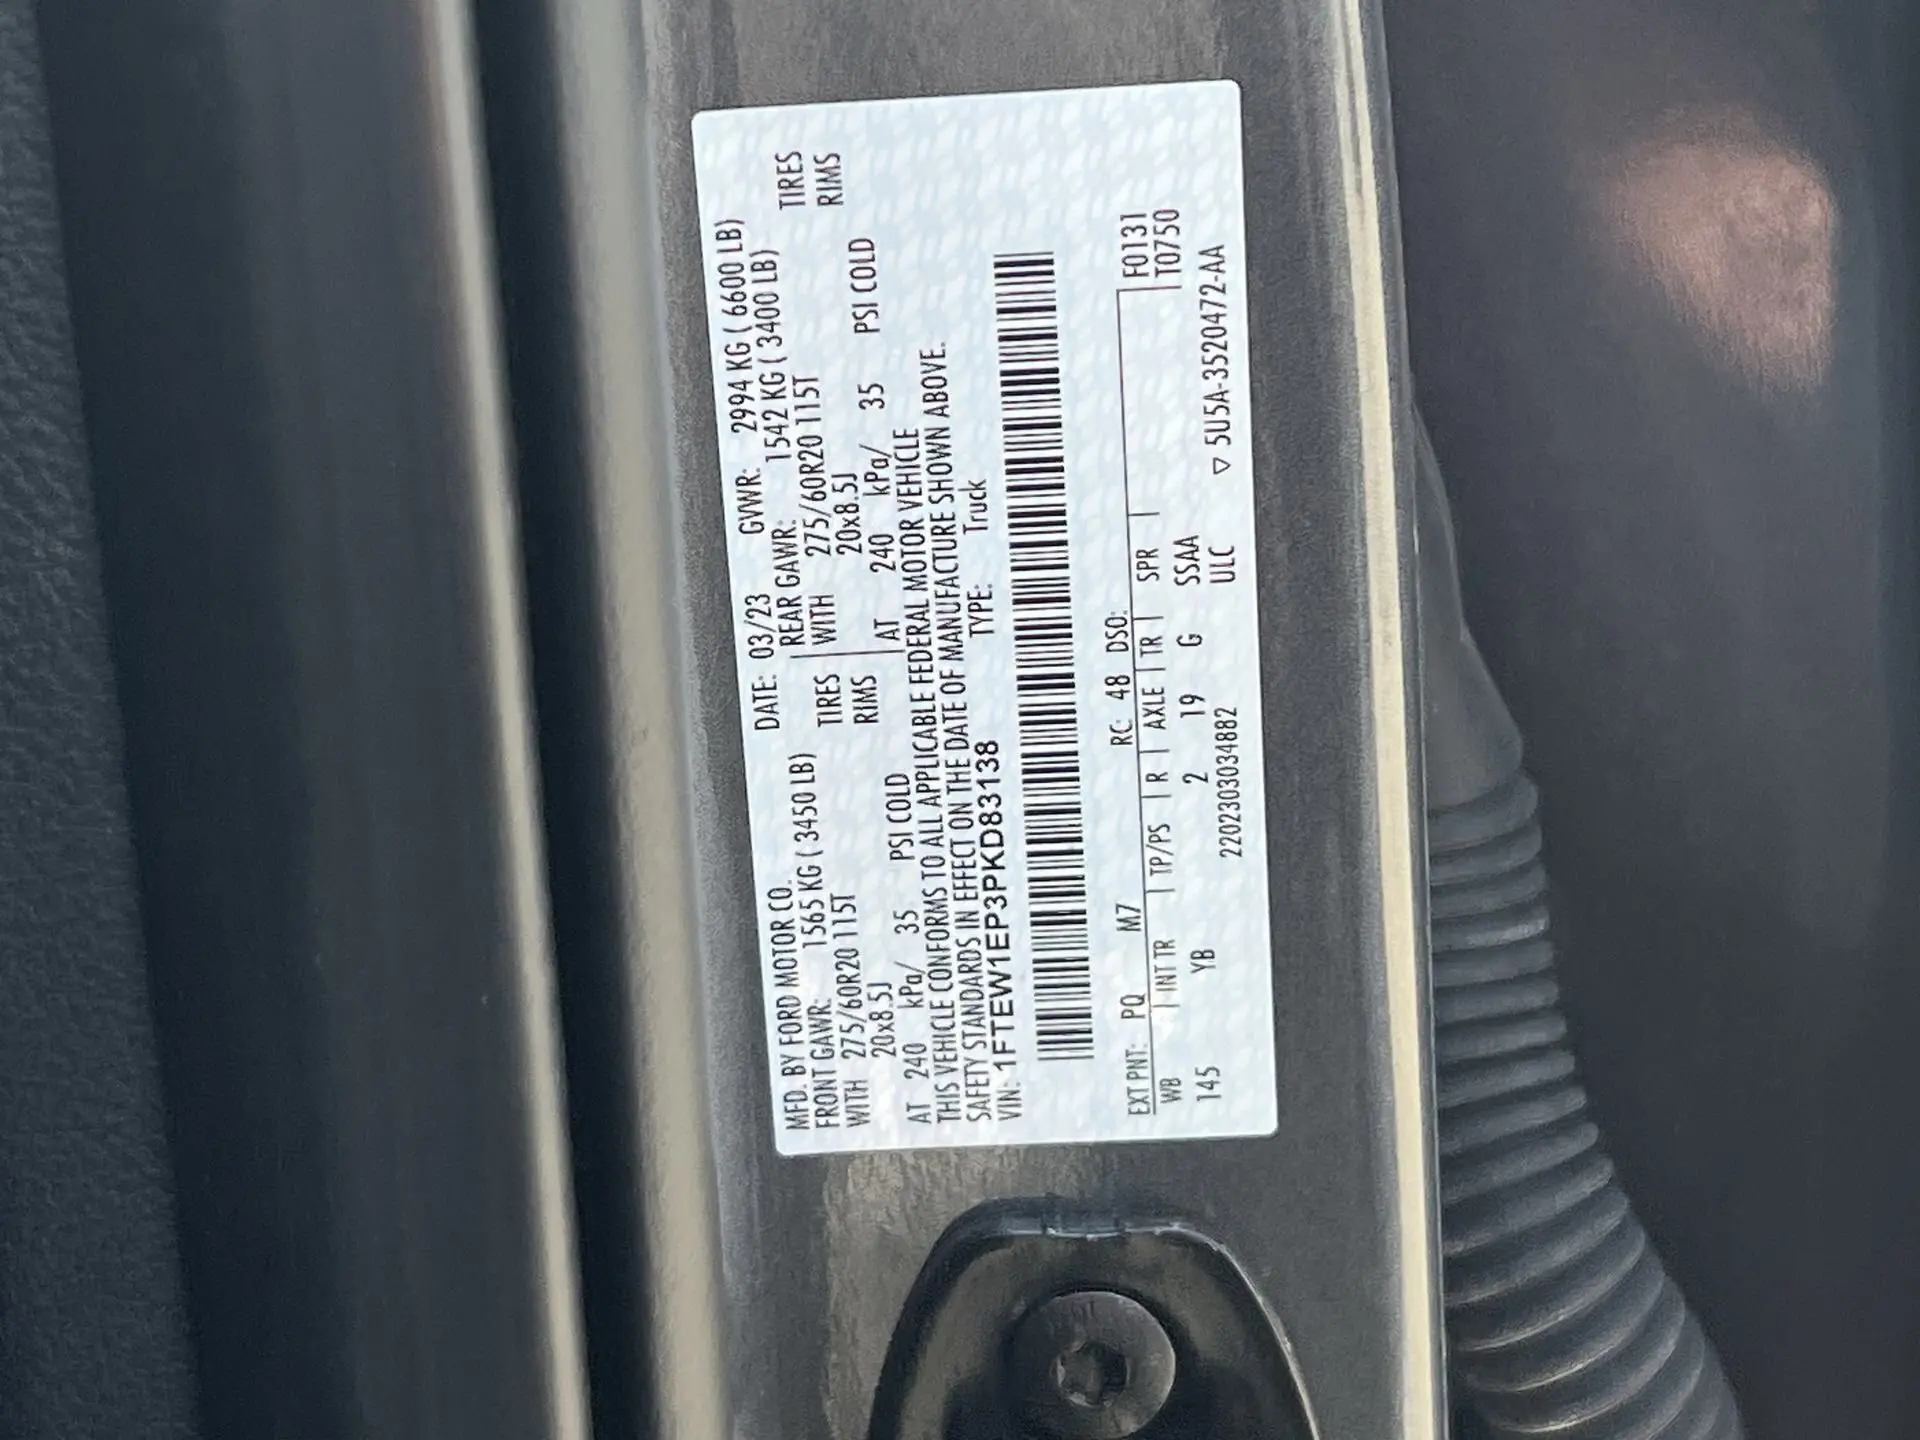 MFD. BY FORD MOTOR CO. DATE: 03/23 GVWR: 2994 KG ( 6600 LB)
FRONT GAWR: 1565 KG ( 3450 LB) REAR GAWR: 1542 KG ( 3400 LB)
WITH 275/60R20 115T TIRES WITH 275/60R20 115T TIRES
20x8.5J RIMS 20x8.5J RIMS
AT 240 kPa/ 35 PSI COLD AT 240 kPa/ 35 PSI COLD
THIS VEHICLE CONFORMS TO ALL APPLICABLE FEDERAL MOTOR VEHICLE
SAFETY STANDARDS IN EFFECT ON THE DATE OF MANUFACTURE SHOWN ABOVE.
VIN: 1FTEW1EP3PKD83138 TYPE: Truck
EXT PNT: PQ M7 RC: 48 DSO: F0131
WB | INT TR | TP/PS | R | AXLE | TR | SPR | T0750
145 YB 2 19 G SSAA
2202303034882 ULC ▽ 5U5A-3520472-AA